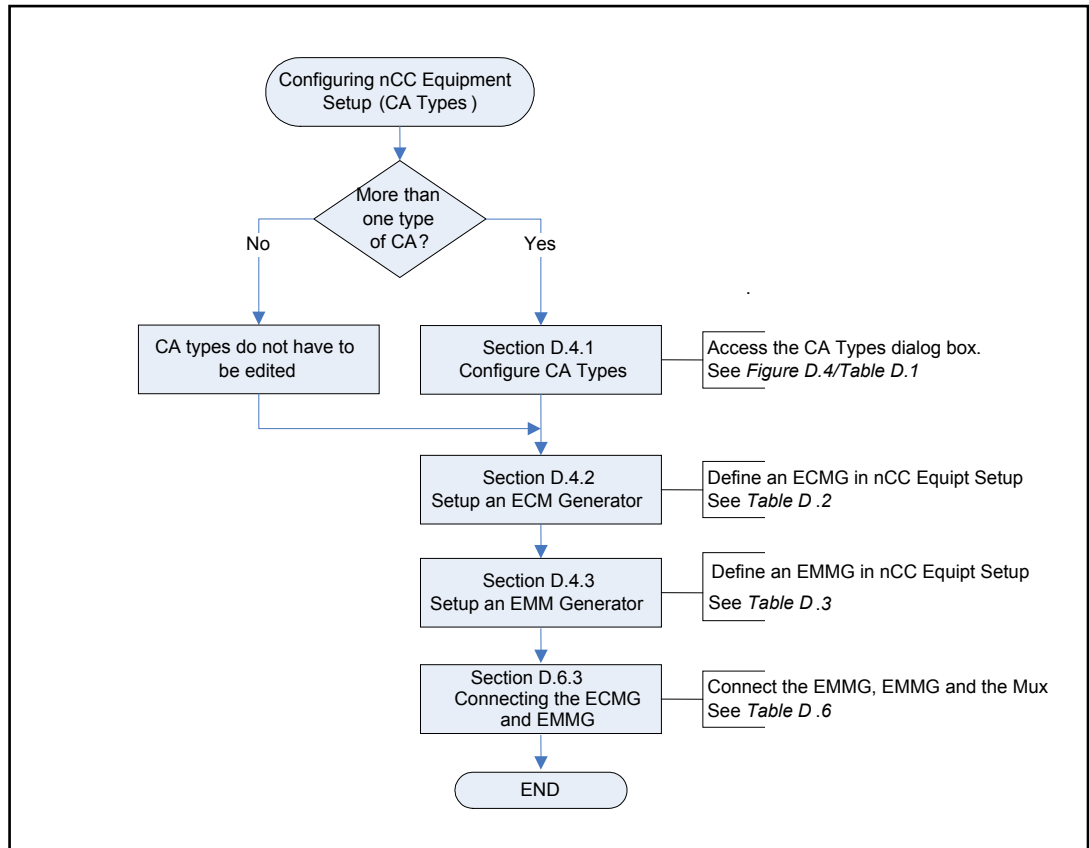 Configuring nCC Equipment
Setup (CA Types )
More than
one type
of CA?
No
Yes
.
CA types do not have to
be edited
Section D.4.1
Configure CA Types
Access the CA Types dialog box.
See Figure D.4/Table D.1
Section D.4.2
Setup an ECM Generator
Define an ECMG in nCC Equipt Setup
See Table D .2
Section D.4.3
Setup an EMM Generator
Define an EMMG in nCC Equipt Setup
See Table D .3
Section D.6.3
Connecting the ECMG
and EMMG
Connect the EMMG, EMMG and the Mux
See Table D .6
END